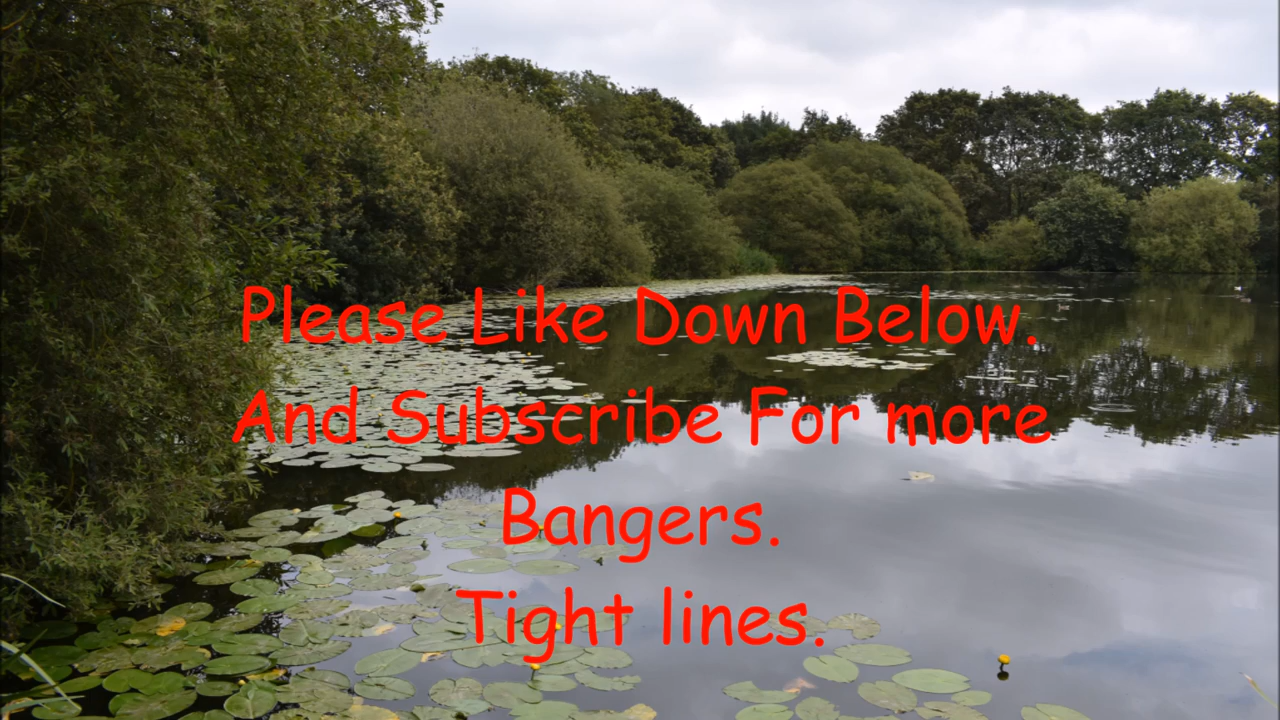 Please Like Down Below.
And Subscribe For more
Bangers.
Tight lines.